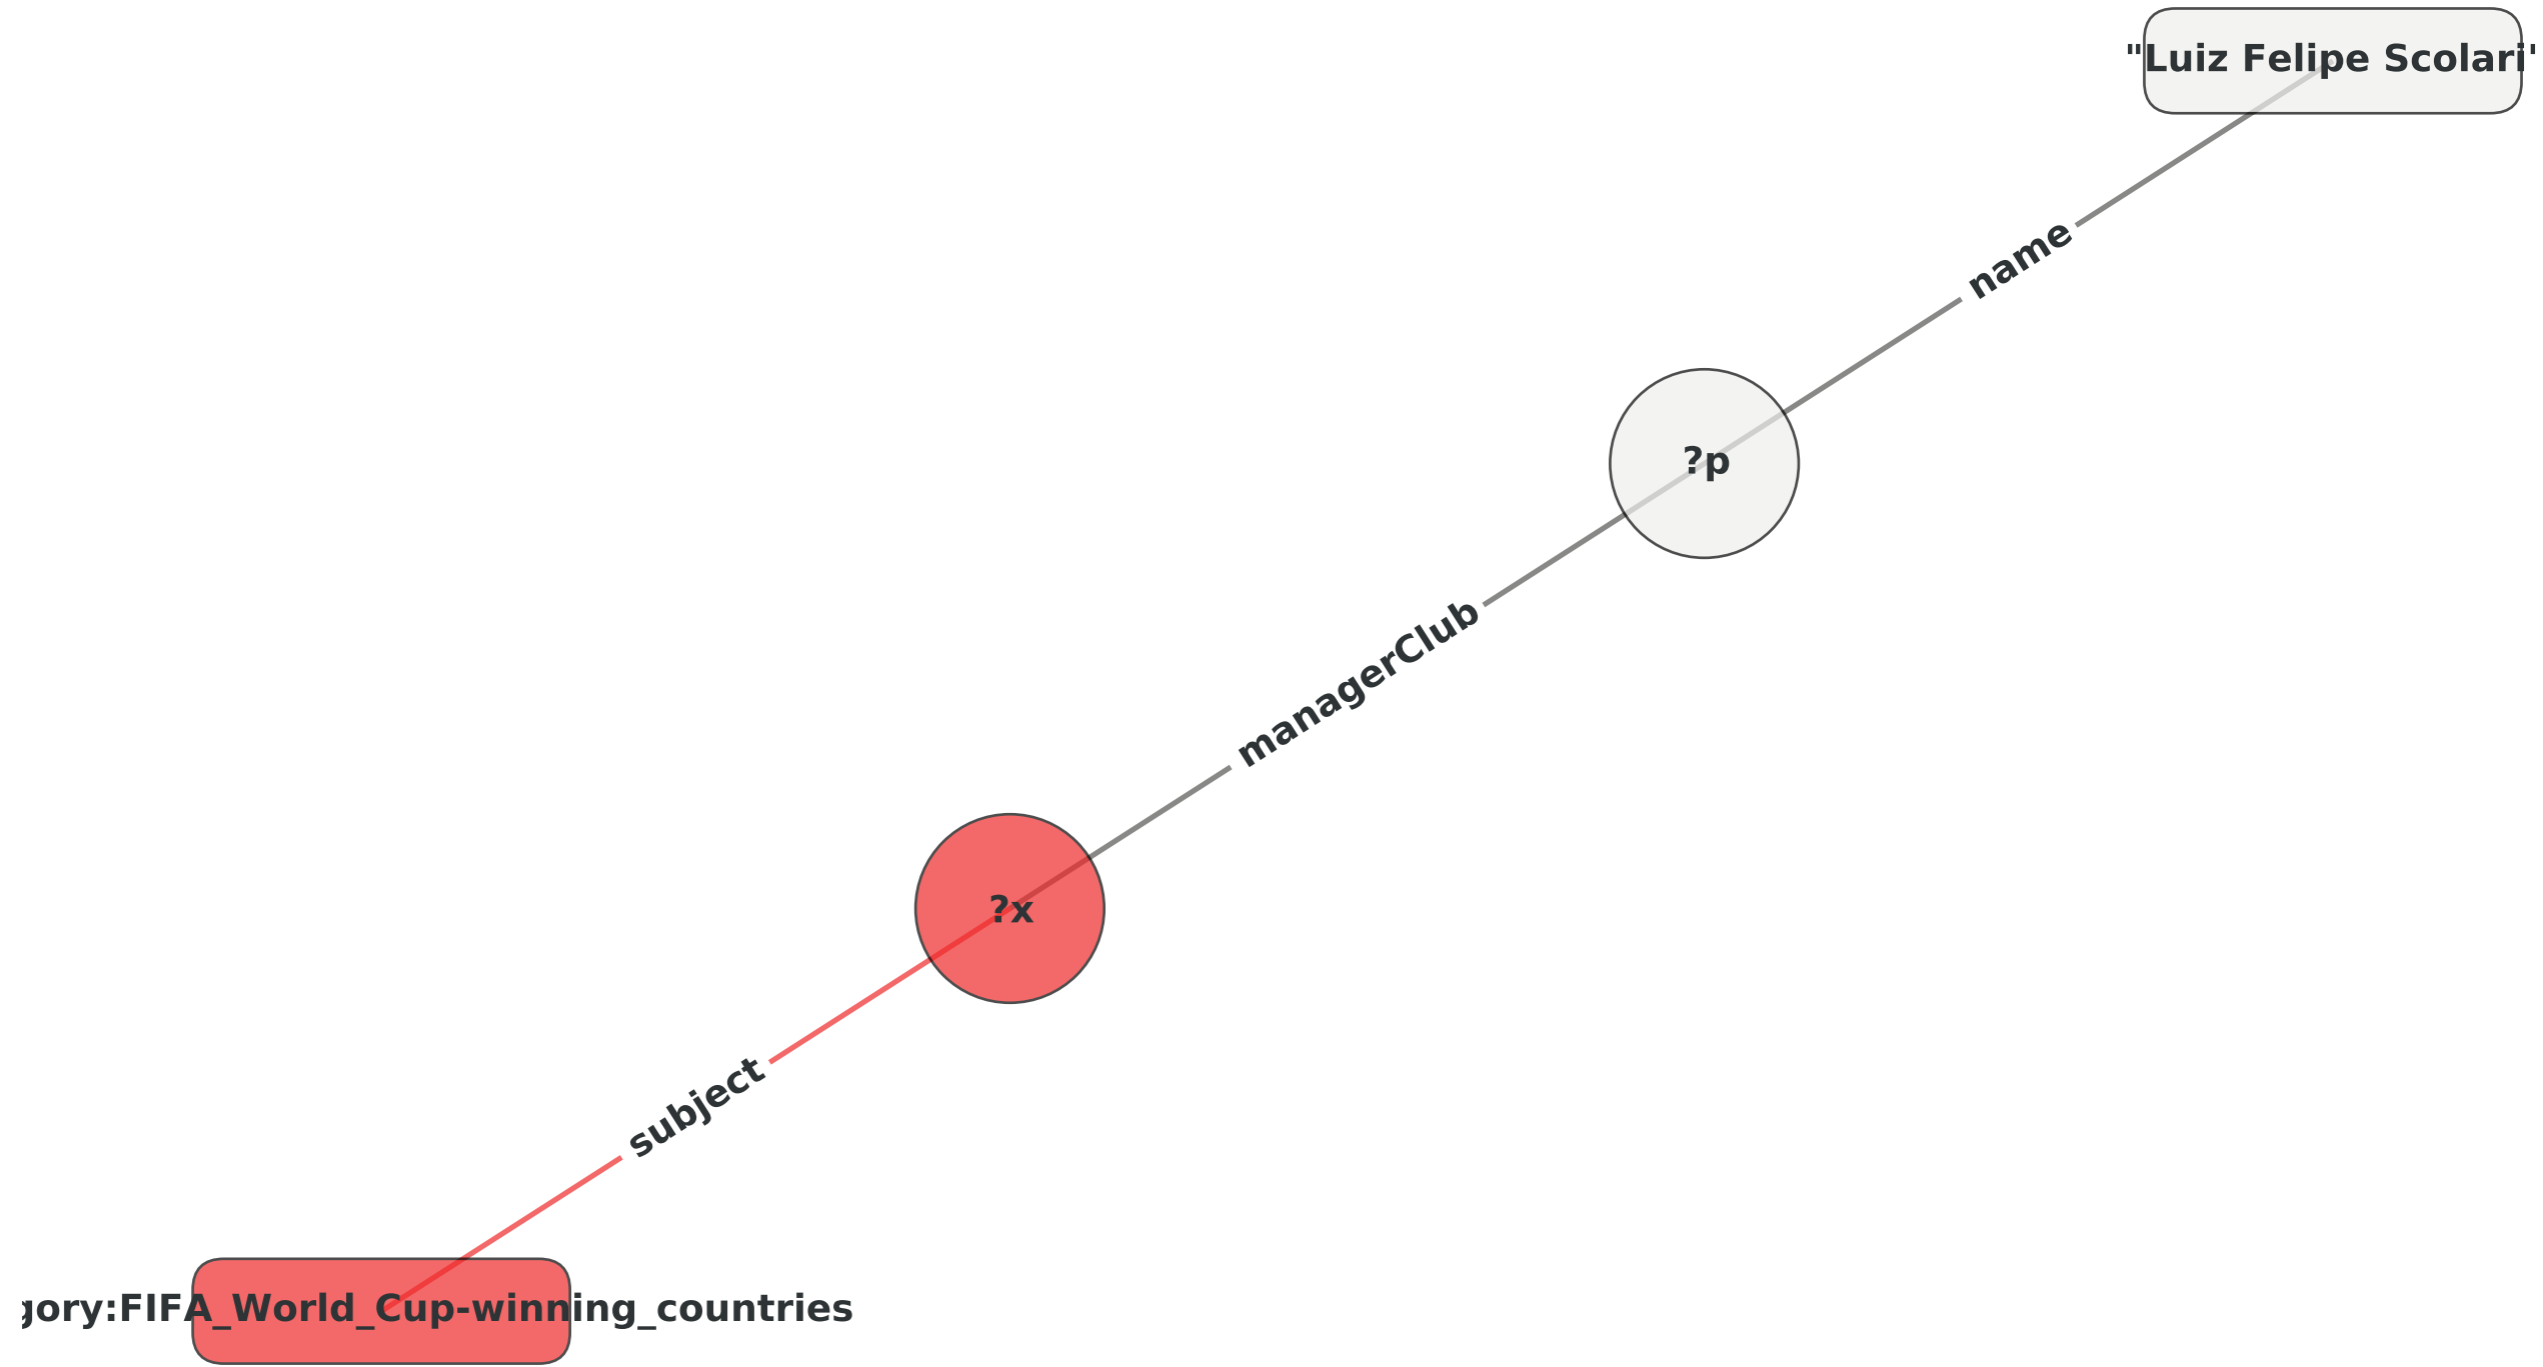 "Luiz Felipe Scolari"
name
?p
managerClub
?x
subject
gory:FIFA_World_Cup-winning_countries